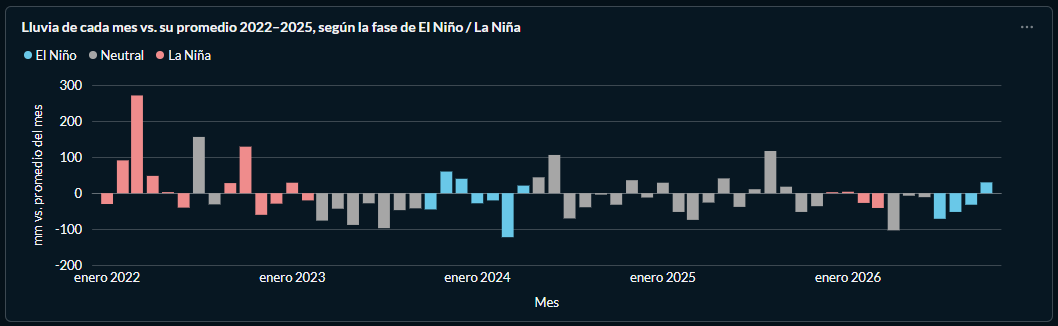 Lluvia de cada mes vs. su promedio 2022–2025, según la fase de El Niño / La Niña
El Niño Neutral La Niña
300
200
100
0
-100
-200
mm vs. promedio del mes
enero 2022 enero 2023 enero 2024 enero 2025 enero 2026
Mes